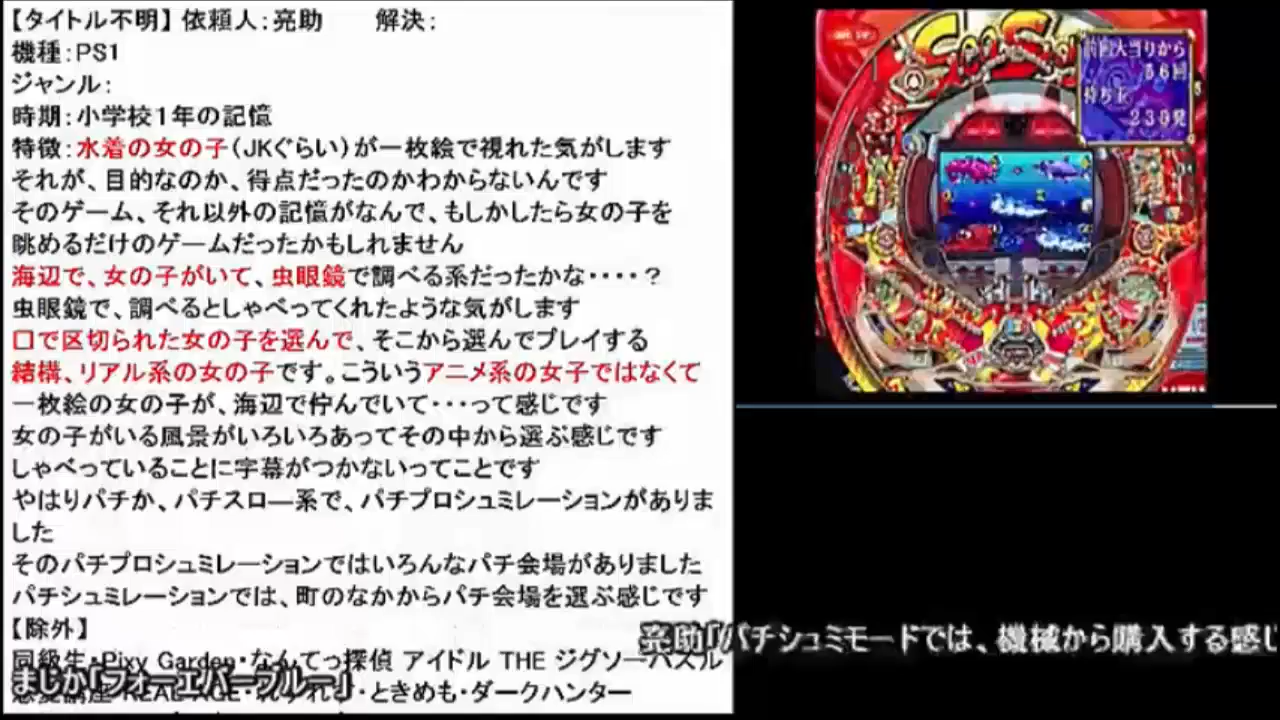 【タイトル不明】 依頼人：亮助　　解決：
機種：PS1
ジャンル：
時期：小学校１年の記憶
特徴：水着の女の子（JKぐらい）が一枚絵で視れた気がします
それが、目的なのか、得点だったのかわからないんです
そのゲーム、それ以外の記憶がなんで、もしかしたら女の子を
眺めるだけのゲームだったかもしれません
海辺で、女の子がいて、虫眼鏡で調べる系だったかな････？
虫眼鏡で、調べるとしゃべってくれたような気がします
口で区切られた女の子を選んで、そこから選んでプレイする
結構、リアル系の女の子です。こういうアニメ系の女子ではなくて
一枚絵の女の子が、海辺で佇んでいて･･･って感じです
女の子がいる風景がいろいろあってその中から選ぶ感じです
しゃべっていることに字幕がつかないってことです
やはりパチか、パチスロ―系で、パチプロシュミレーションがありま
した
そのパチプロシュミレーションではいろんなパチ会場がありました
パチシュミレーションでは、町のなかからパチ会場を選ぶ感じです
【除外】
同級生・Pixy Garden・なんてっ探偵 アイドル THE ジグソーパズル
・ときめも・ダークハンター
まじか「フォーエバーブルー」
前回大当りから
56回
持ち玉
238発
亮助「パチシュミモードでは、機械から購入する感じ